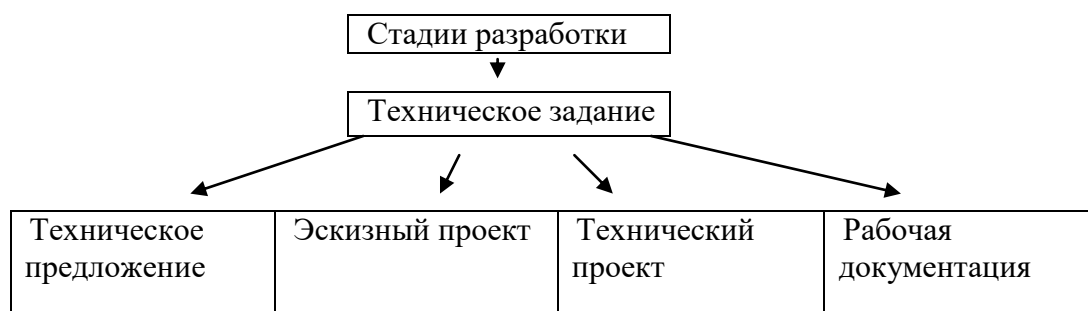 Стадии разработки
Техническое задание
Техническое
предложение
Эскизный проект
Технический
проект
Рабочая
документация